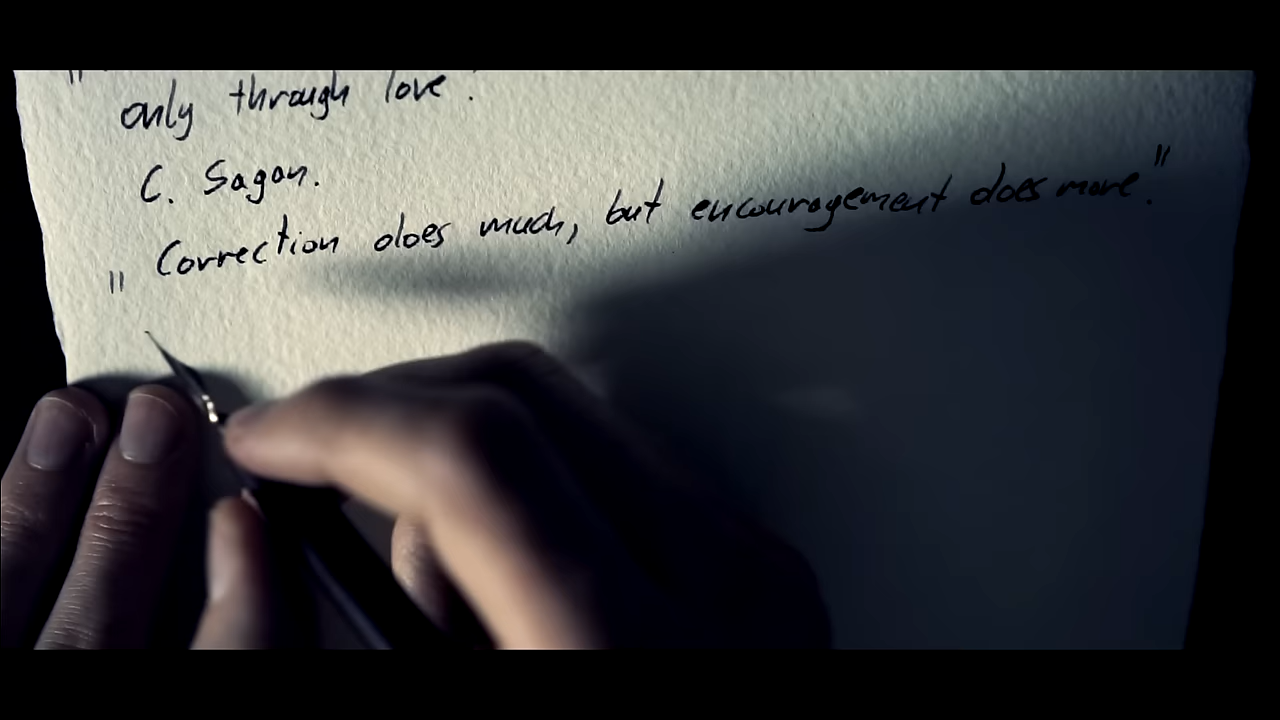 "
only through love".
C. Sagan.
"Correction does much, but encouragement does more."